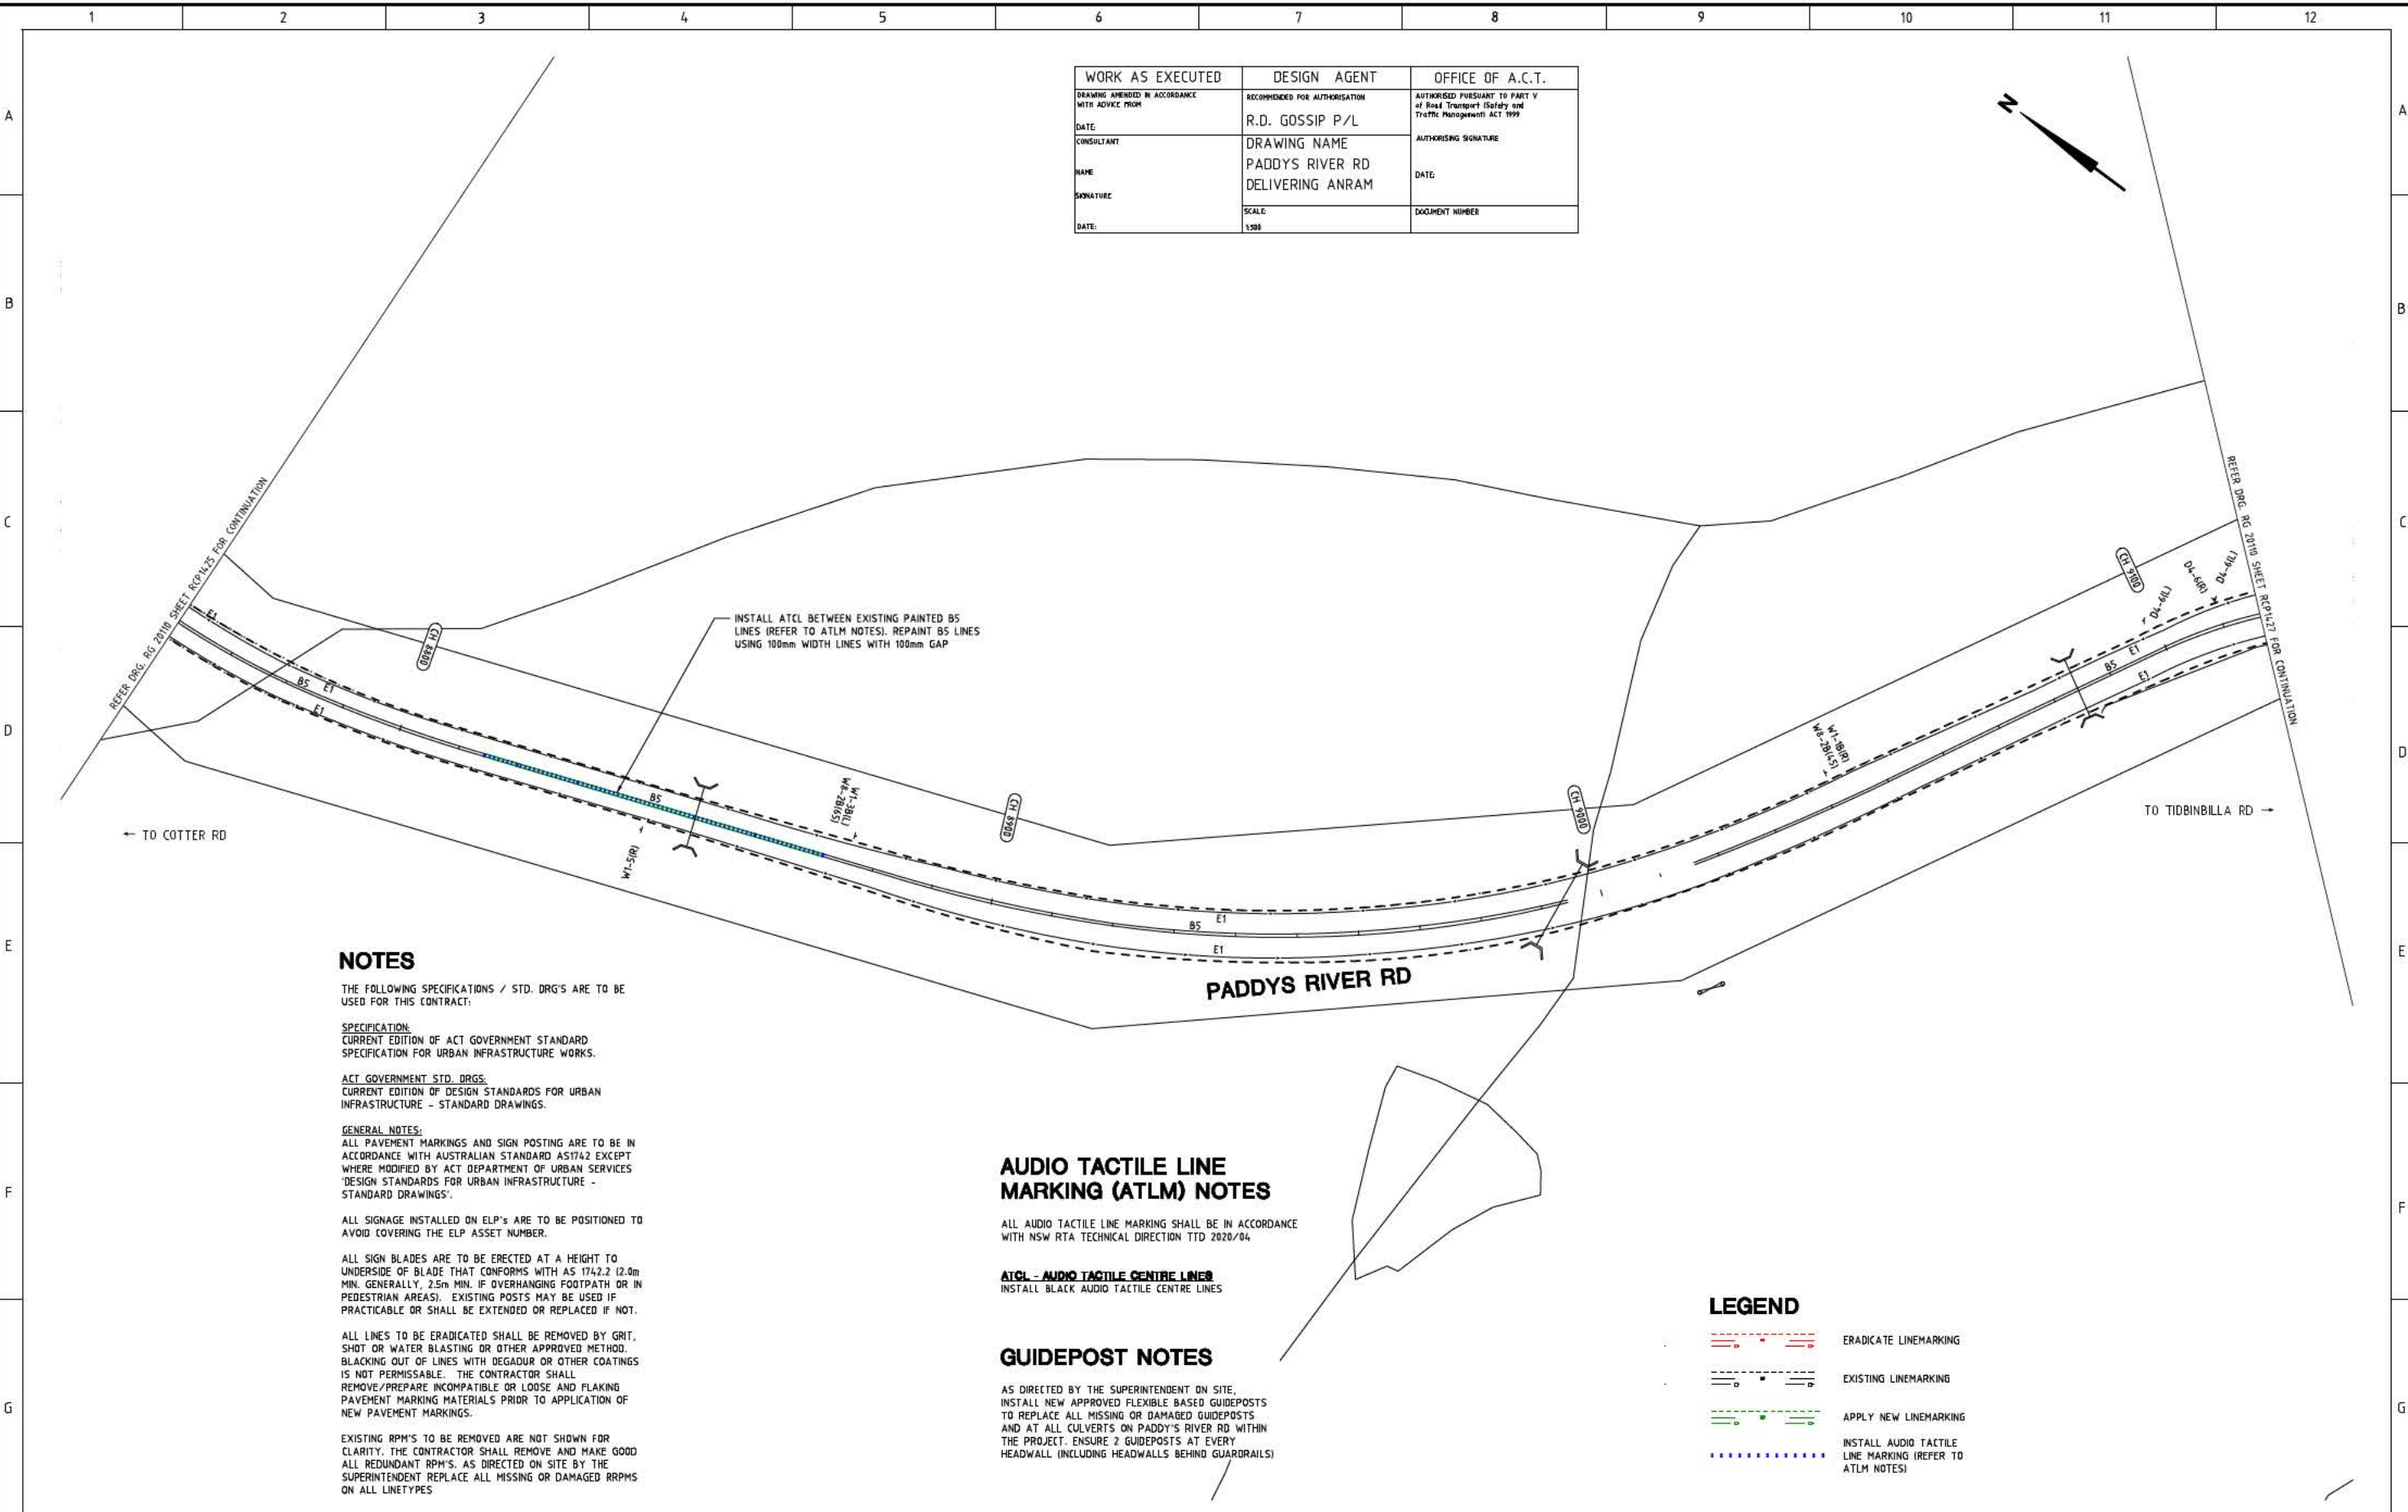 1 2 3 4 5 6 7 8 9 10 11 12
A A
B B
C C
D D
E E
F F
G G
WORK AS EXECUTED
DRAWING AMENDED IN ACCORDANCE
WITH ADVICE FROM
DATE:
CONSULTANT
NAME
SIGNATURE
DATE:
DESIGN AGENT
RECOMMENDED FOR AUTHORISATION
R.D. GOSSIP P/L
DRAWING NAME
PADDYS RIVER RD
DELIVERING ANRAM
SCALE:
1:500
OFFICE OF A.C.T.
AUTHORISED PURSUANT TO PART V
of Road Transport (Safety and
Traffic Management) ACT 1999
AUTHORISING SIGNATURE
DATE:
DOCUMENT NUMBER
N
REFER DRG. RG 20110 SHEET RCP1425 FOR CONTINUATION
REFER DRG. RG 20110 SHEET RCP1427 FOR CONTINUATION
INSTALL ATCL BETWEEN EXISTING PAINTED B5
LINES (REFER TO ATLM NOTES). REPAINT B5 LINES
USING 100mm WIDTH LINES WITH 100mm GAP
CH 8800
CH 8900
CH 9000
CH 9100
E1
B5 E1
E1
B5
W1-5(R)
W1-3B(L)
W8-2B(65)
E1
B5
E1
W1-1B(R)
W8-2B(45)
D4-6(L)
D4-6(R)
D4-6(L)
B5 E1
E1
← TO COTTER RD
TO TIDBINBILLA RD →
PADDYS RIVER RD
NOTES
THE FOLLOWING SPECIFICATIONS / STD. DRG'S ARE TO BE
USED FOR THIS CONTRACT:
SPECIFICATION:
CURRENT EDITION OF ACT GOVERNMENT STANDARD
SPECIFICATION FOR URBAN INFRASTRUCTURE WORKS.
ACT GOVERNMENT STD. DRGS:
CURRENT EDITION OF DESIGN STANDARDS FOR URBAN
INFRASTRUCTURE - STANDARD DRAWINGS.
GENERAL NOTES:
ALL PAVEMENT MARKINGS AND SIGN POSTING ARE TO BE IN
ACCORDANCE WITH AUSTRALIAN STANDARD AS1742 EXCEPT
WHERE MODIFIED BY ACT DEPARTMENT OF URBAN SERVICES
'DESIGN STANDARDS FOR URBAN INFRASTRUCTURE -
STANDARD DRAWINGS'.
ALL SIGNAGE INSTALLED ON ELP's ARE TO BE POSITIONED TO
AVOID COVERING THE ELP ASSET NUMBER.
ALL SIGN BLADES ARE TO BE ERECTED AT A HEIGHT TO
UNDERSIDE OF BLADE THAT CONFORMS WITH AS 1742.2 (2.0m
MIN. GENERALLY, 2.5m MIN. IF OVERHANGING FOOTPATH OR IN
PEDESTRIAN AREAS). EXISTING POSTS MAY BE USED IF
PRACTICABLE OR SHALL BE EXTENDED OR REPLACED IF NOT.
ALL LINES TO BE ERADICATED SHALL BE REMOVED BY GRIT,
SHOT OR WATER BLASTING OR OTHER APPROVED METHOD.
BLACKING OUT OF LINES WITH DEGADUR OR OTHER COATINGS
IS NOT PERMISSABLE. THE CONTRACTOR SHALL
REMOVE/PREPARE INCOMPATIBLE OR LOOSE AND FLAKING
PAVEMENT MARKING MATERIALS PRIOR TO APPLICATION OF
NEW PAVEMENT MARKINGS.
EXISTING RPM'S TO BE REMOVED ARE NOT SHOWN FOR
CLARITY. THE CONTRACTOR SHALL REMOVE AND MAKE GOOD
ALL REDUNDANT RPM'S. AS DIRECTED ON SITE BY THE
SUPERINTENDENT REPLACE ALL MISSING OR DAMAGED RRPMS
ON ALL LINETYPES
AUDIO TACTILE LINE
MARKING (ATLM) NOTES
ALL AUDIO TACTILE LINE MARKING SHALL BE IN ACCORDANCE
WITH NSW RTA TECHNICAL DIRECTION TTD 2020/04
ATCL - AUDIO TACTILE CENTRE LINES
INSTALL BLACK AUDIO TACTILE CENTRE LINES
GUIDEPOST NOTES
AS DIRECTED BY THE SUPERINTENDENT ON SITE,
INSTALL NEW APPROVED FLEXIBLE BASED GUIDEPOSTS
TO REPLACE ALL MISSING OR DAMAGED GUIDEPOSTS
AND AT ALL CULVERTS ON PADDY'S RIVER RD WITHIN
THE PROJECT. ENSURE 2 GUIDEPOSTS AT EVERY
HEADWALL (INCLUDING HEADWALLS BEHIND GUARDRAILS)
LEGEND
ERADICATE LINEMARKING
EXISTING LINEMARKING
APPLY NEW LINEMARKING
INSTALL AUDIO TACTILE
LINE MARKING (REFER TO
ATLM NOTES)